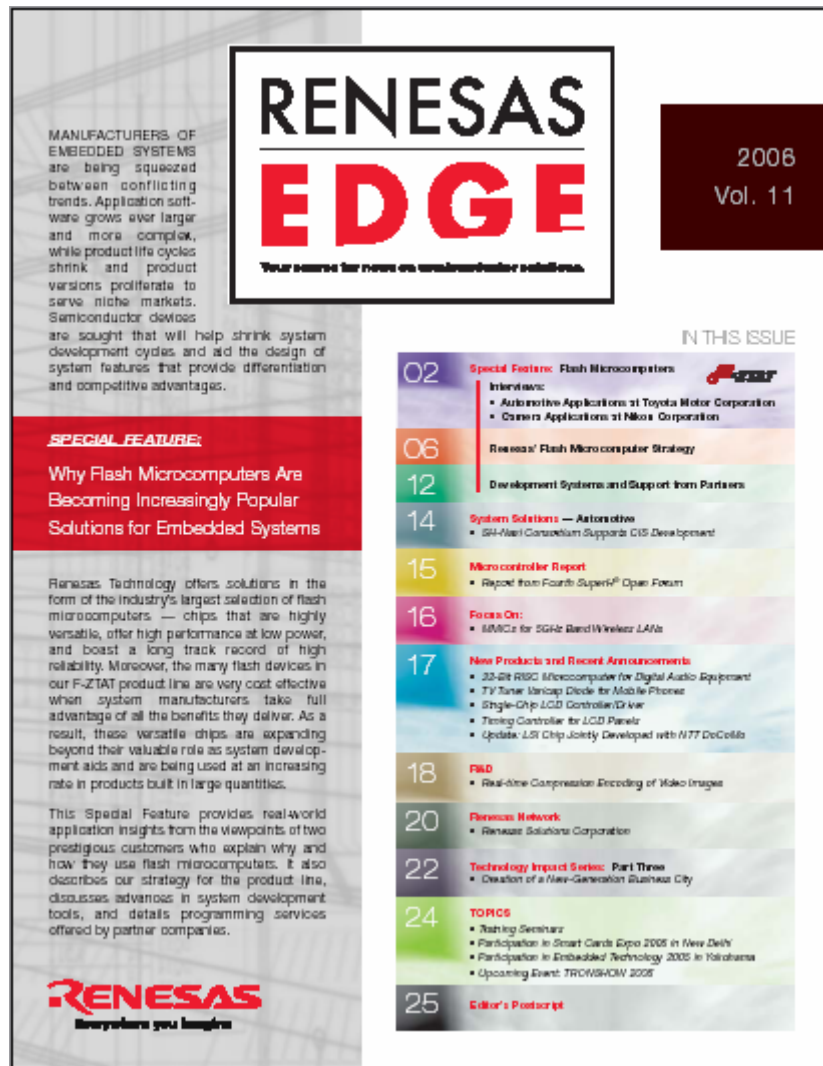 RENESAS
EDGE
Your source for news on semiconductor solutions.
2006
Vol. 11
MANUFACTURERS OF
EMBEDDED SYSTEMS
are being squeezed
between conflicting
trends. Application soft-
ware grows ever larger
and more complex,
while product life cycles
shrink and product
versions proliferate to
serve niche markets.
Semiconductor devices
are sought that will help shrink system
development cycles and aid the design of
system features that provide differentiation
and competitive advantages.
SPECIAL FEATURE:
Why Flash Microcomputers Are
Becoming Increasingly Popular
Solutions for Embedded Systems
Renesas Technology offers solutions in the
form of the industry's largest selection of flash
microcomputers — chips that are highly
versatile, offer high performance at low power,
and boast a long track record of high
reliability. Moreover, the many flash devices in
our F-ZTAT product line are very cost effective
when system manufacturers take full
advantage of all the benefits they deliver. As a
result, these versatile chips are expanding
beyond their valuable role as system develop-
ment aids and are being used at an increasing
rate in products built in large quantities.
This Special Feature provides real-world
application insights from the viewpoints of two
prestigious customers who explain why and
how they use flash microcomputers. It also
describes our strategy for the product line,
discusses advances in system development
tools, and details programming services
offered by partner companies.
RENESAS
Everywhere you imagine
IN THIS ISSUE
02 Special Feature: Flash Microcomputers
Interviews:
• Automotive Applications at Toyota Motor Corporation
• Camera Applications at Nikon Corporation
06 Renesas' Flash Microcomputer Strategy
12 Development Systems and Support from Partners
14 System Solutions — Automotive
• SH-Navi Consortium Supports CIS Development
15 Microcontroller Report
• Report from Fourth SuperH® Open Forum
16 Focus On:
• MMICs for 5GHz Band Wireless LANs
17 New Products and Recent Announcements
• 32-Bit RISC Microcomputer for Digital Audio Equipment
• TV Tuner Varicap Diode for Mobile Phones
• Single-Chip LCD Controller/Driver
• Timing Controller for LCD Panels
• Update: LSI Chip Jointly Developed with NTT DoCoMo
18 R&D
• Real-time Compression Encoding of Video Images
20 Renesas Network
• Renesas Solutions Corporation
22 Technology Impact Series: Part Three
• Creation of a New-Generation Business City
24 TOPICS
• Training Seminars
• Participation in Smart Cards Expo 2005 in New Delhi
• Participation in Embedded Technology 2005 in Yokohama
• Upcoming Event: TRONSHOW 2005
25 Editor's Postscript